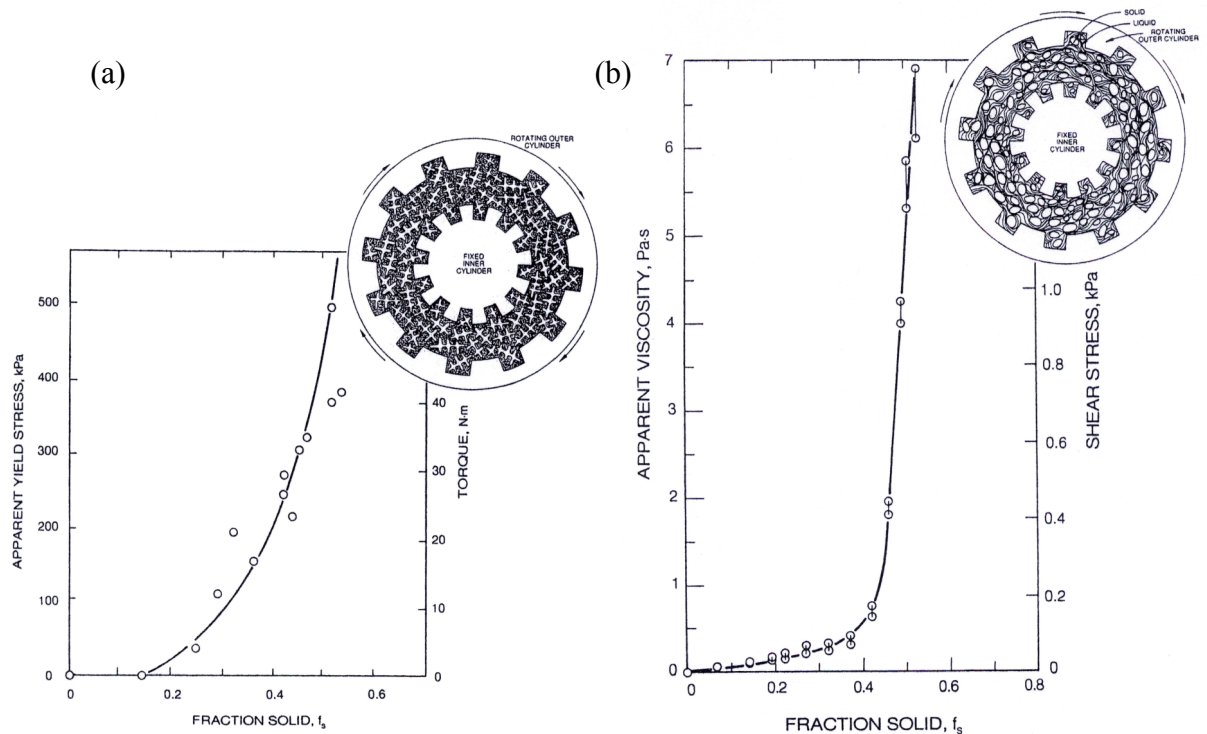 (a)
ROTATING OUTER
CYLINDER
FIXED
INNER
CYLINDER
APPARENT YIELD STRESS, kPa
500
400
300
200
100
0
0
0.2
0.4
0.6
FRACTION SOLID, fs
TORQUE, N·m
40
30
20
10
0
(b)
SOLID
LIQUID
ROTATING
OUTER CYLINDER
FIXED
INNER
CYLINDER
APPARENT VISCOSITY, Pa·s
7
6
5
4
3
2
1
0
0
0.2
0.4
0.6
0.8
FRACTION SOLID, fs
SHEAR STRESS, kPa
1.0
0.8
0.6
0.4
0.2
0